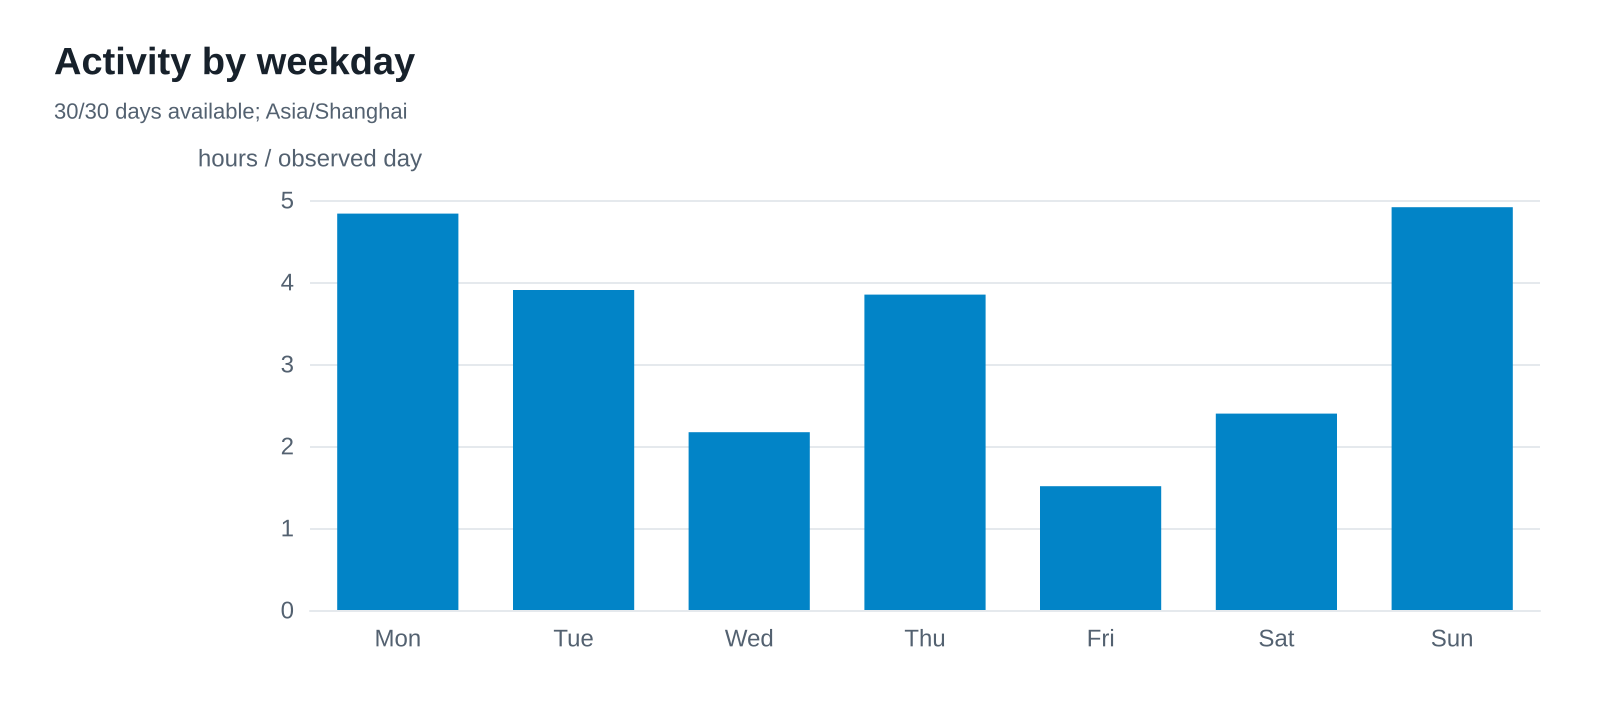 Activity by weekday
30/30 days available; Asia/Shanghai
hours / observed day
5
4
3
2
1
0
Mon Tue Wed Thu Fri Sat Sun